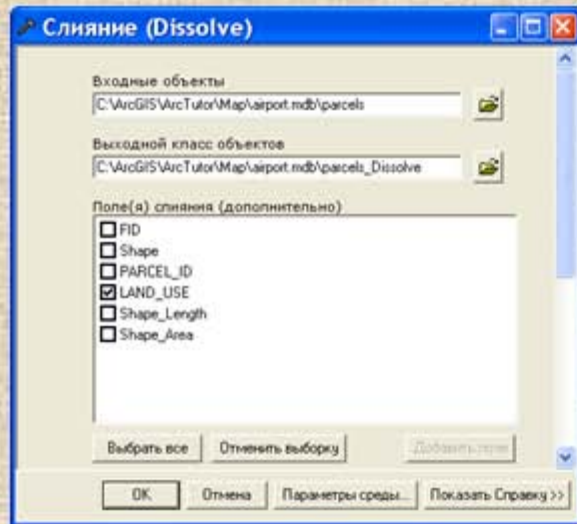 Слияние (Dissolve)
Входные объекты
C:\ArcGIS\ArcTutor\Map\airport.mdb\parcels
Выходной класс объектов
C:\ArcGIS\ArcTutor\Map\airport.mdb\parcels_Dissolve
Поле(я) слияния (дополнительно)
FID
Shape
PARCEL_ID
LAND_USE
Shape_Length
Shape_Area
Выбрать все
Отменить выборку
Добавить поле
OK
Отмена
Параметры среды...
Показать Справку >>